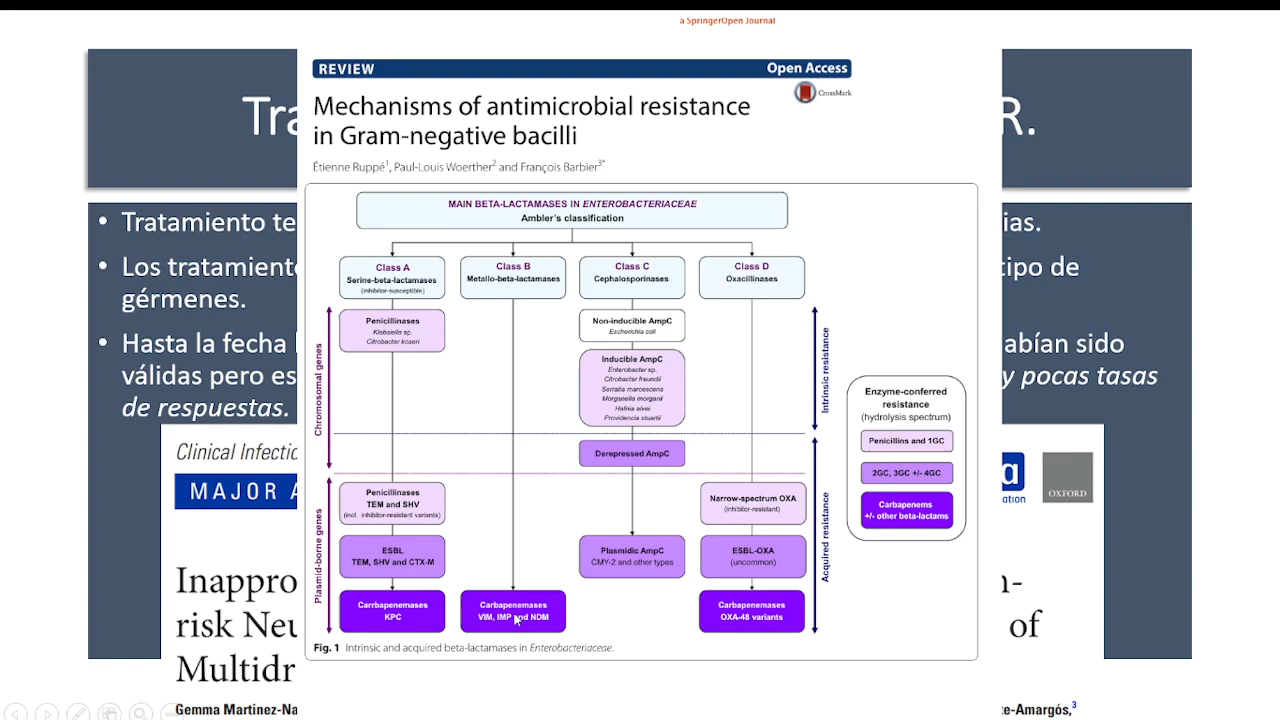 a SpringerOpen Journal
REVIEW
Open Access
CrossMark
Mechanisms of antimicrobial resistance
in Gram-negative bacilli
Étienne Ruppé1, Paul-Louis Woerther2 and François Barbier3*
MAIN BETA-LACTAMASES IN ENTEROBACTERIACEAE
Ambler's classification
Class A
Serine-beta-lactamases
(inhibitor-susceptible)
Class B
Metallo-beta-lactamases
Class C
Cephalosporinases
Class D
Oxacillinases
Chromosomal genes
Penicillinases
Klebsiella sp.
Citrobacter koseri
Non-inducible AmpC
Escherichia coli
Inducible AmpC
Enterobacter sp.
Citrobacter freundii
Serratia marcescens
Morganella morganii
Hafnia alvei
Providencia stuartii
Derepressed AmpC
Intrinsic resistance
Plasmid-borne genes
Penicillinases
TEM and SHV
(incl. inhibitor-resistant variants)
Narrow-spectrum OXA
(inhibitor-resistant)
ESBL
TEM, SHV and CTX-M
Plasmidic AmpC
CMY-2 and other types
ESBL-OXA
(uncommon)
Carrbapenemases
KPC
Carbapenemases
VIM, IMP and NDM
Carbapenemases
OXA-48 variants
Acquired resistance
Enzyme-conferred
resistance
(hydrolysis spectrum)
Penicillins and 1GC
2GC, 3GC +/- 4GC
Carbapenems
+/- other beta-lactams
Fig. 1 Intrinsic and acquired beta-lactamases in Enterobacteriaceae.
R.
• Tratamiento te
ias.
• Los tratamient
tipo de
gérmenes.
• Hasta la fecha
abían sido
válidas pero es
y pocas tasas
de respuestas.
Clinical Infectio
MAJOR A
OXFORD
Inappro
risk Neu
of
Multidr
Gemma Martinez-Na
te-Amargós,3